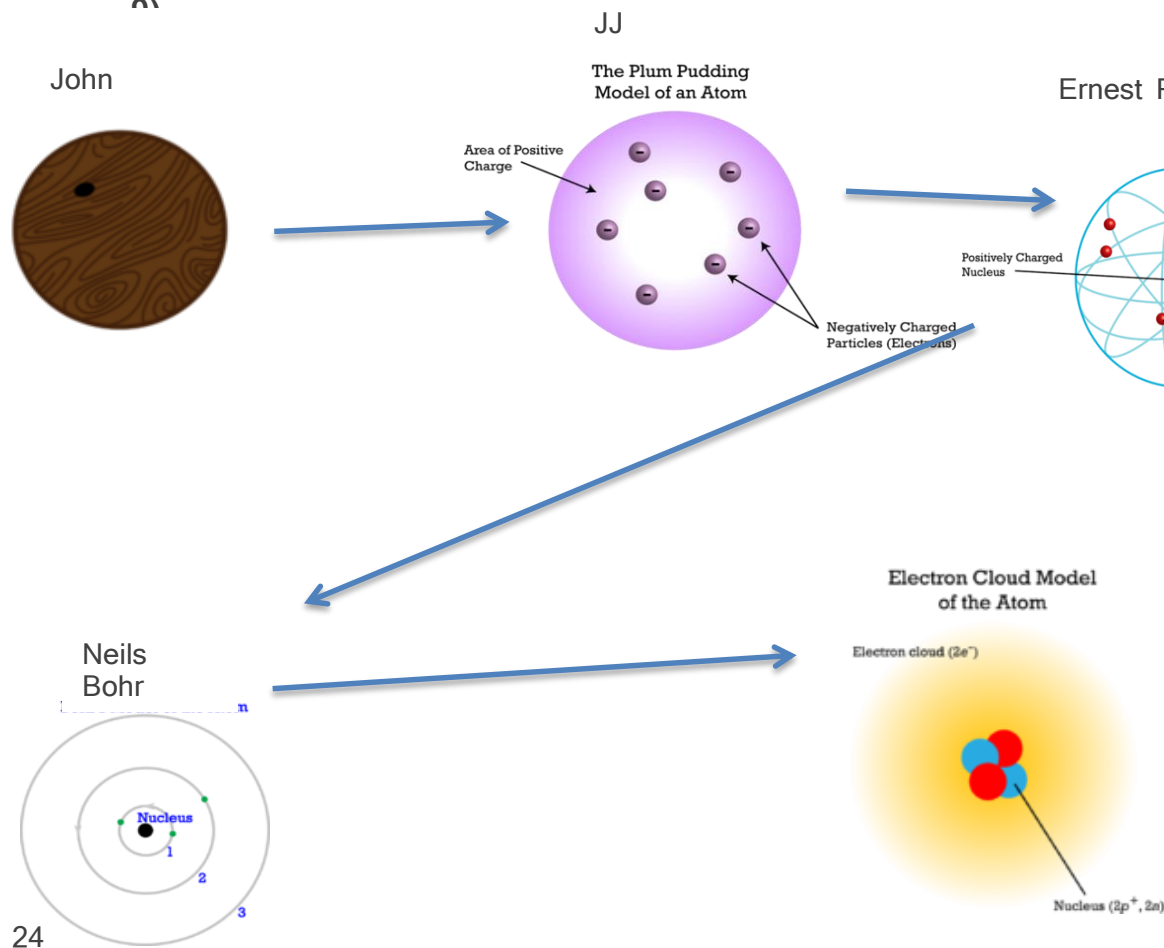 JJ
John
The Plum Pudding
Model of an Atom
Ernest
Area of Positive
Charge
-
-
-
-
-
-
-
Positively Charged
Nucleus
Negatively Charged
Particles (Electrons)
Electron Cloud Model
of the Atom
Electron cloud (2e⁻)
Neils
Bohr
Nucleus
1
2
3
Nucleus (2p⁺, 2n)
24